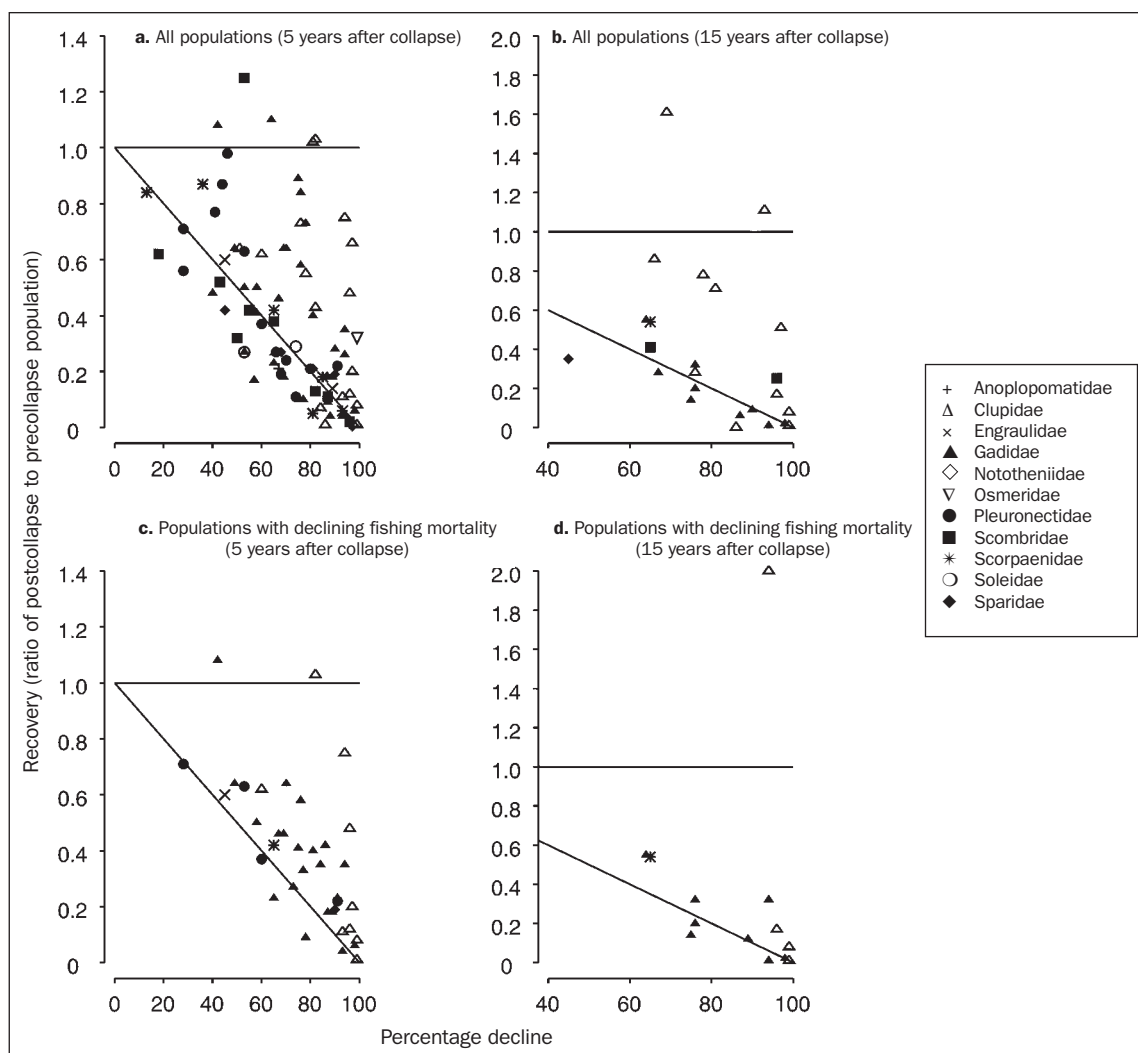 a. All populations (5 years after collapse)
1.4
1.2
1.0
0.8
0.6
0.4
0.2
0
0 20 40 60 80 100
b. All populations (15 years after collapse)
2.0
1.8
1.6
1.4
1.2
1.0
0.8
0.6
0.4
0.2
0
40 60 80 100
c. Populations with declining fishing mortality
(5 years after collapse)
1.4
1.2
1.0
0.8
0.6
0.4
0.2
0
0 20 40 60 80 100
d. Populations with declining fishing mortality
(15 years after collapse)
2.0
1.8
1.6
1.4
1.2
1.0
0.8
0.6
0.4
0.2
0
40 60 80 100
Recovery (ratio of postcollapse to precollapse population)
Percentage decline
Anoplopomatidae
Clupidae
Engraulidae
Gadidae
Nototheniidae
Osmeridae
Pleuronectidae
Scombridae
Scorpaenidae
Soleidae
Sparidae